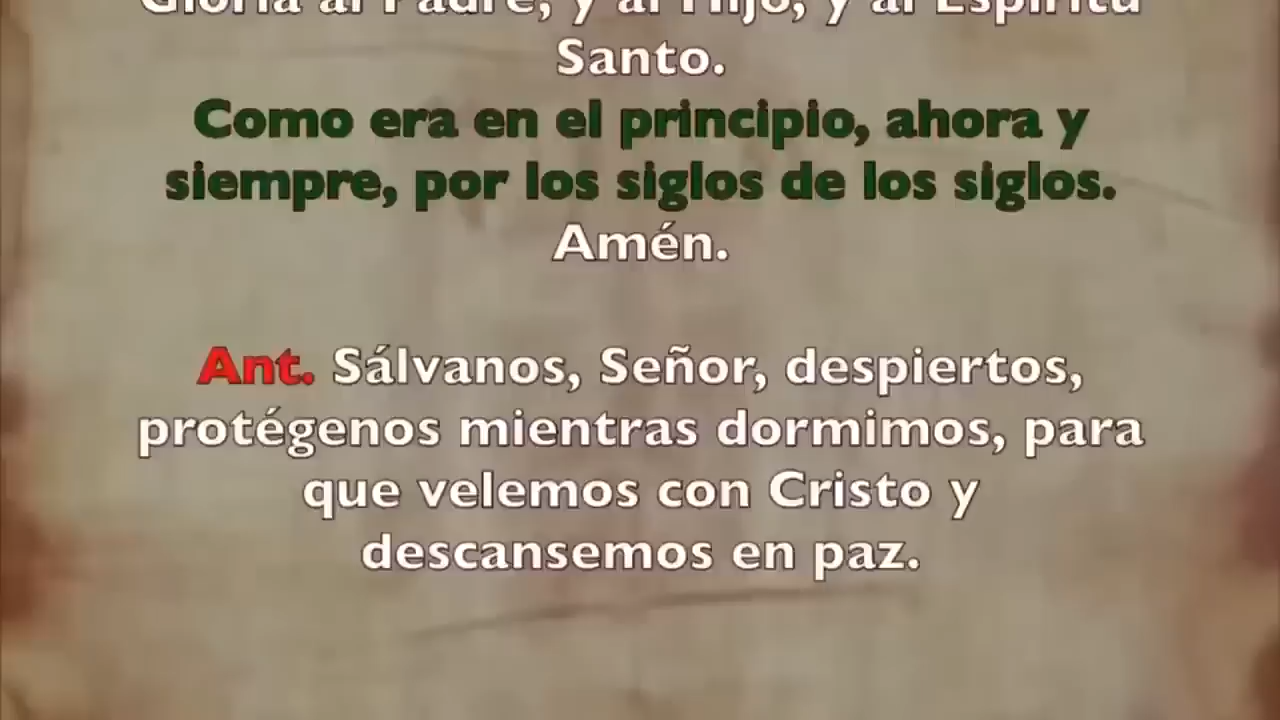 Gloria al Padre, y al Hijo, y al Espíritu
Santo.
Como era en el principio, ahora y
siempre, por los siglos de los siglos.
Amén.
Ant. Sálvanos, Señor, despiertos,
protégenos mientras dormimos, para
que velemos con Cristo y
descansemos en paz.